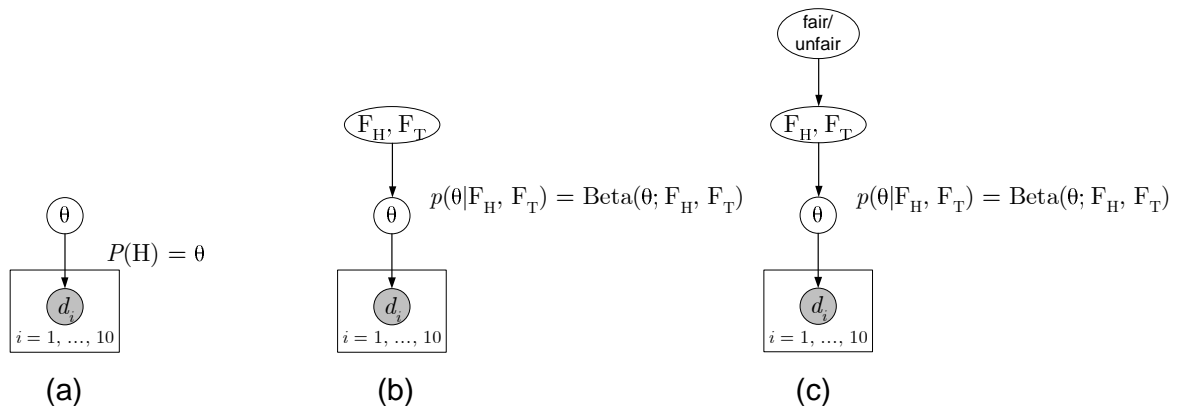 fair/
unfair
F_H, F_T
F_H, F_T
θ
θ
p(θ|F_H, F_T) = Beta(θ; F_H, F_T)
θ
p(θ|F_H, F_T) = Beta(θ; F_H, F_T)
P(H) = θ
d_i
d_i
d_i
i = 1, ..., 10
i = 1, ..., 10
i = 1, ..., 10
(a)
(b)
(c)